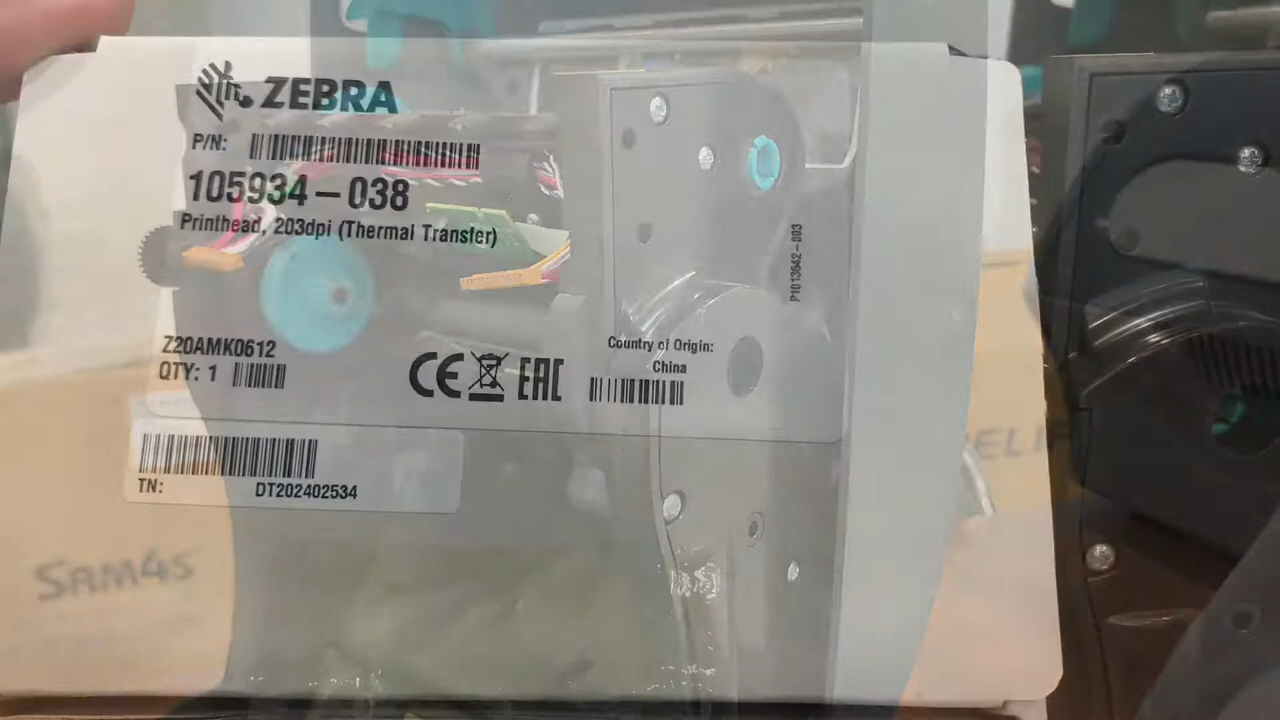 ZEBRA
P/N:
105934-038
Printhead, 203dpi (Thermal Transfer)
P1013642-003
Z20AMK0612
QTY: 1
CE EAC
Country of Origin:
China
TN:
DT202402534
SAM4S